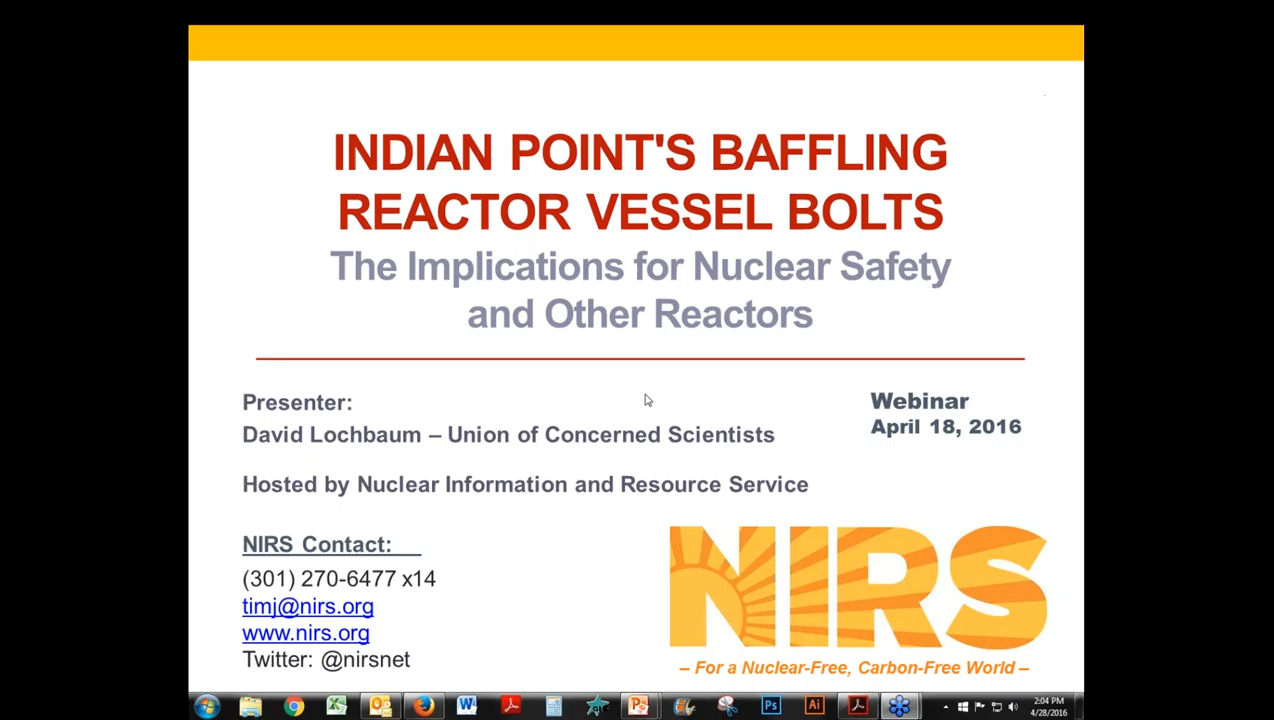 INDIAN POINT'S BAFFLING
REACTOR VESSEL BOLTS
The Implications for Nuclear Safety
and Other Reactors
Presenter:
David Lochbaum – Union of Concerned Scientists
Webinar
April 18, 2016
Hosted by Nuclear Information and Resource Service
NIRS Contact:
(301) 270-6477 x14
timj@nirs.org
www.nirs.org
Twitter: @nirsnet
NIRS
– For a Nuclear-Free, Carbon-Free World –
Ps
Ai
2:04 PM
4/28/2016